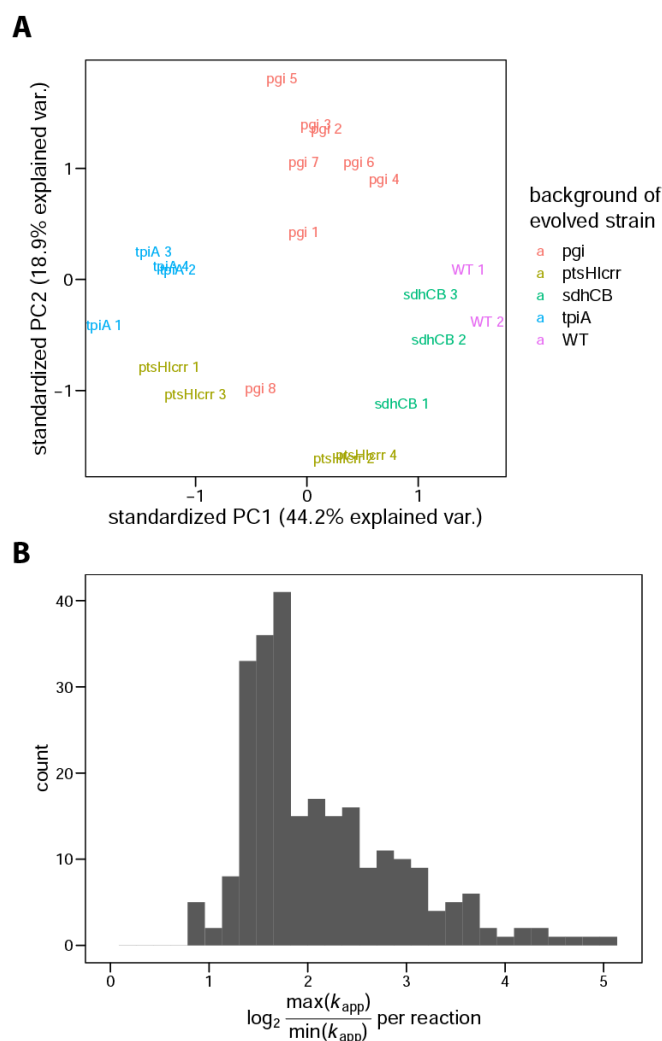 A
standardized PC2 (18.9% explained var.)
1
0
−1
pgi 5
pgi 3
pgi 2
pgi 7
pgi 6
pgi 4
pgi 1
tpiA 3
tpiA 4
tpiA 2
WT 1
sdhCB 3
tpiA 1
WT 2
sdhCB 2
ptsHIcrr 1
ptsHIcrr 3
pgi 8
sdhCB 1
ptsHIcrr 2
ptsHIcrr 4
−1
0
1
standardized PC1 (44.2% explained var.)
background of
evolved strain
a pgi
a ptsHIcrr
a sdhCB
a tpiA
a WT
B
count
40
30
20
10
0
0
1
2
3
4
5
log₂ max(k_app)/min(k_app) per reaction